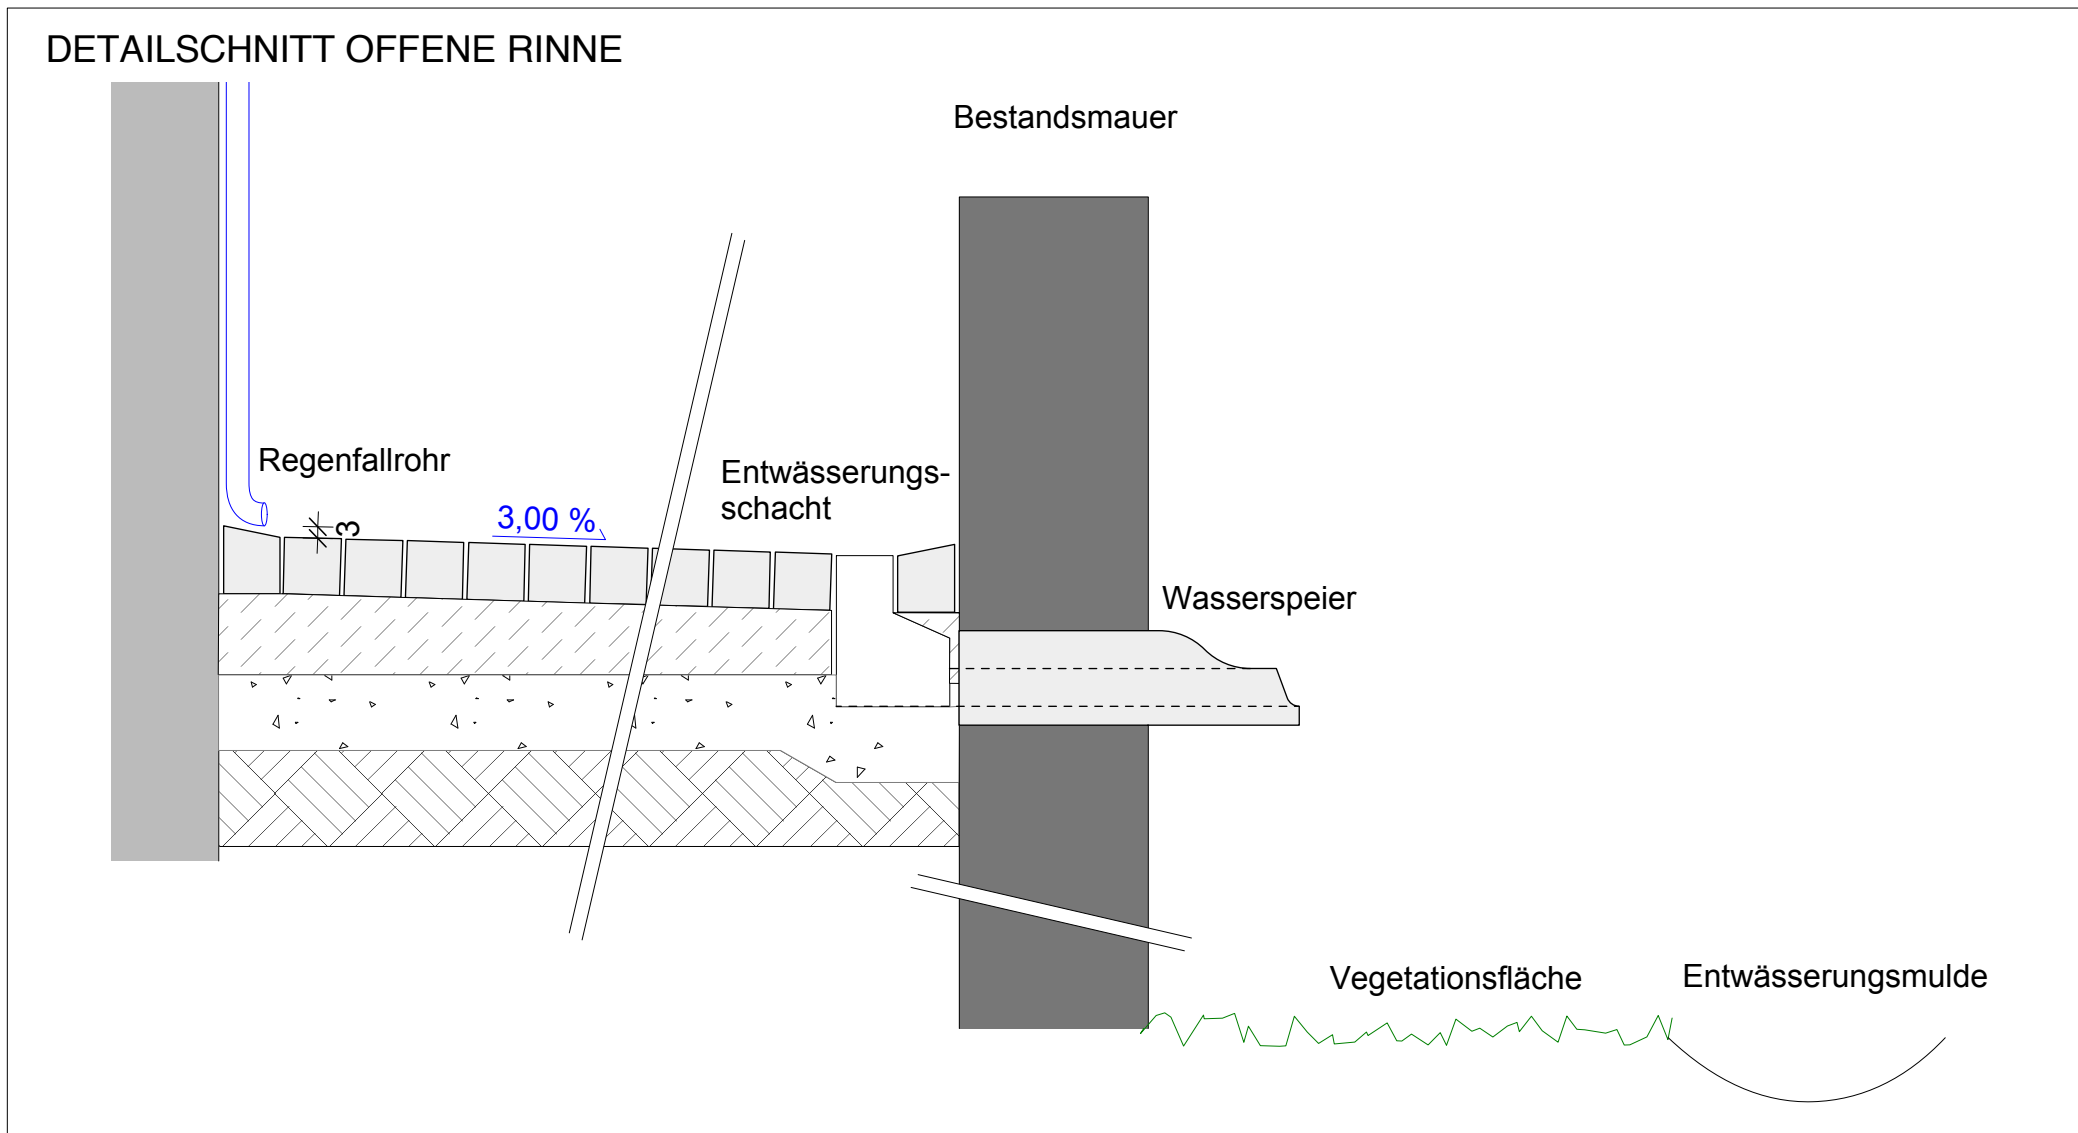 DETAILSCHNITT OFFENE RINNE
Bestandsmauer
Regenfallrohr
Entwässerungs-
schacht
3,00 %
3
Wasserspeier
Vegetationsfläche
Entwässerungsmulde